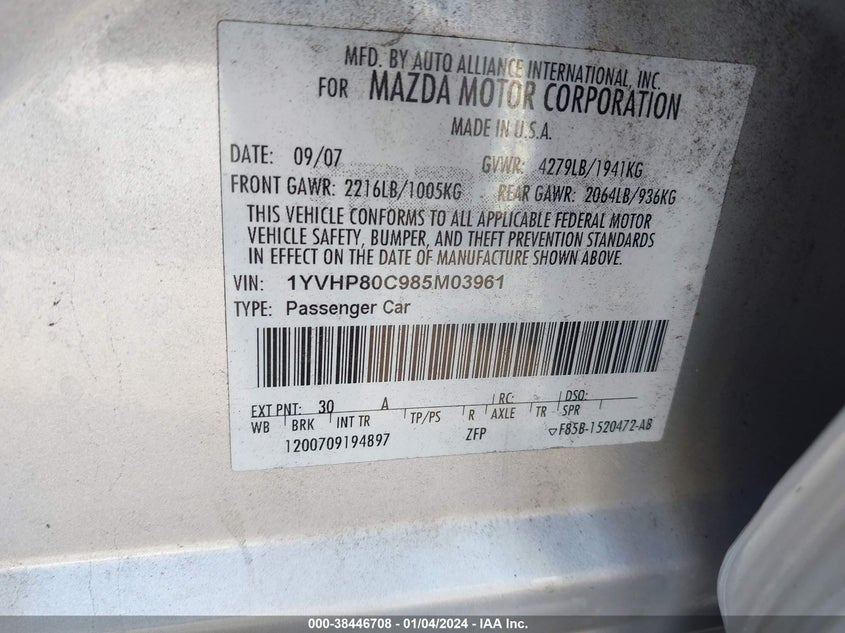 MFD. BY AUTO ALLIANCE INTERNATIONAL, INC.
FOR MAZDA MOTOR CORPORATION
MADE IN U.S.A.
DATE: 09/07 GVWR: 4279LB/1941KG
FRONT GAWR: 2216LB/1005KG REAR GAWR: 2064LB/936KG
THIS VEHICLE CONFORMS TO ALL APPLICABLE FEDERAL MOTOR
VEHICLE SAFETY, BUMPER, AND THEFT PREVENTION STANDARDS
IN EFFECT ON THE DATE OF MANUFACTURE SHOWN ABOVE.
VIN: 1YVHP80C985M03961
TYPE: Passenger Car
EXT PNT: 30 A RC: DSO:
WB BRK INT TR TP/PS R AXLE TR SPR
1200709194897 ZFP ▽F85B-1520472-AB
000-38446708 - 01/04/2024 - IAA Inc.